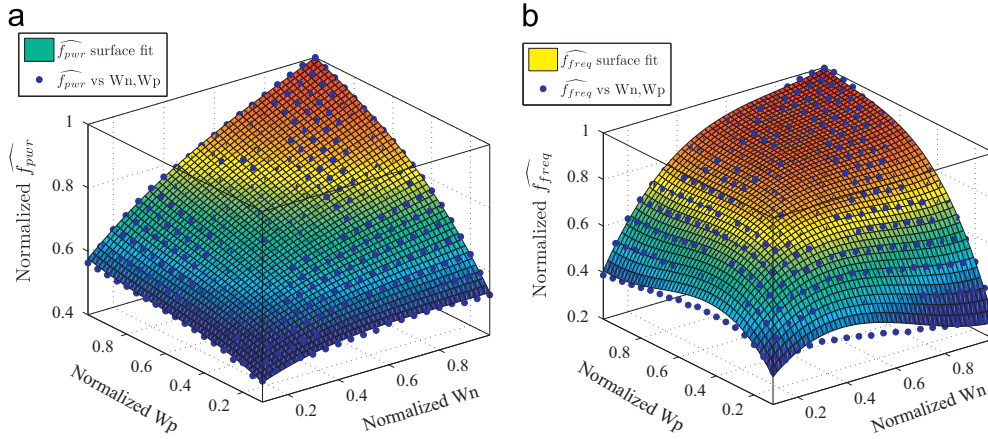 a
f_pwr surface fit
f_pwr vs Wn,Wp
Normalized f_pwr
1
0.8
0.6
0.4
0.8
0.6
0.4
0.2
Normalized Wp
0.2
0.4
0.6
0.8
Normalized Wn
b
f_freq surface fit
f_freq vs Wn,Wp
Normalized f_freq
1
0.8
0.6
0.4
0.2
0.8
0.6
0.4
0.2
Normalized Wp
0.2
0.4
0.6
0.8
Normalized Wn